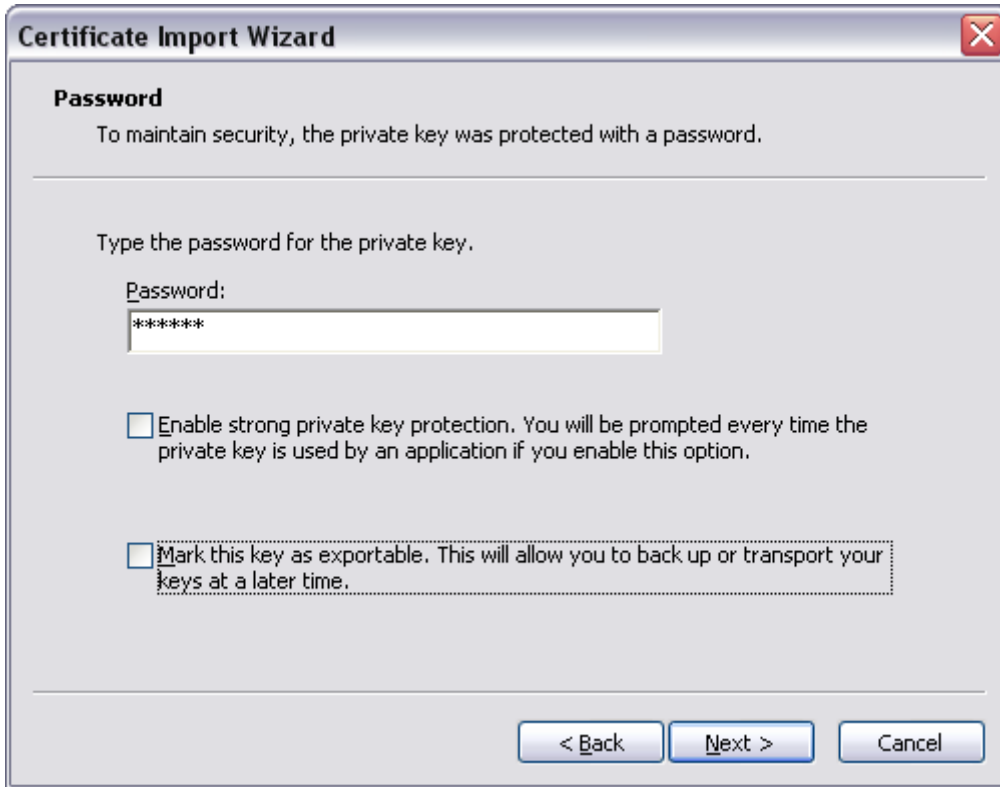 Certificate Import Wizard
Password
To maintain security, the private key was protected with a password.
Type the password for the private key.
Password:
******
Enable strong private key protection. You will be prompted every time the
private key is used by an application if you enable this option.
Mark this key as exportable. This will allow you to back up or transport your
keys at a later time.
< Back
Next >
Cancel